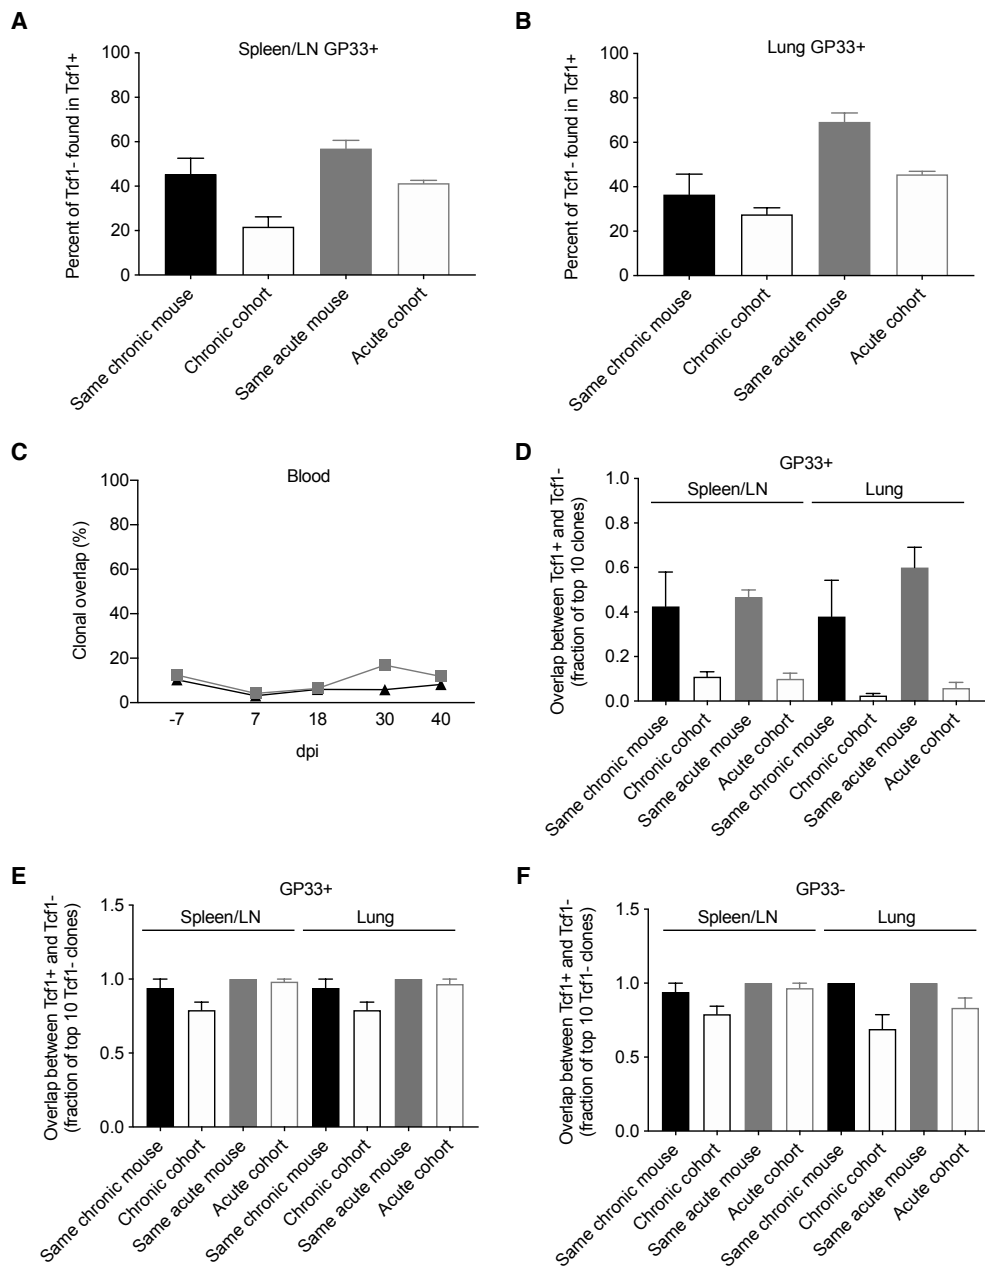 A
Spleen/LN GP33+
Percent of Tcf1- found in Tcf1+
100
80
60
40
20
0
Same chronic mouse
Chronic cohort
Same acute mouse
Acute cohort
B
Lung GP33+
Percent of Tcf1- found in Tcf1+
100
80
60
40
20
0
Same chronic mouse
Chronic cohort
Same acute mouse
Acute cohort
C
Blood
Clonal overlap (%)
100
80
60
40
20
0
-7 7 18 30 40
dpi
D
GP33+
Spleen/LN Lung
Overlap between Tcf1+ and Tcf1-
(fraction of top 10 clones)
1.0
0.8
0.6
0.4
0.2
0.0
Same chronic mouse
Chronic cohort
Same acute mouse
Acute cohort
Same chronic mouse
Chronic cohort
Same acute mouse
Acute cohort
E
GP33+
Spleen/LN Lung
Overlap between Tcf1+ and Tcf1-
(fraction of top 10 Tcf1- clones)
1.5
1.0
0.5
0.0
Same chronic mouse
Chronic cohort
Same acute mouse
Acute cohort
Same chronic mouse
Chronic cohort
Same acute mouse
Acute cohort
F
GP33-
Spleen/LN Lung
Overlap between Tcf1+ and Tcf1-
(fraction of top 10 Tcf1- clones)
1.5
1.0
0.5
0.0
Same chronic mouse
Chronic cohort
Same acute mouse
Acute cohort
Same chronic mouse
Chronic cohort
Same acute mouse
Acute cohort